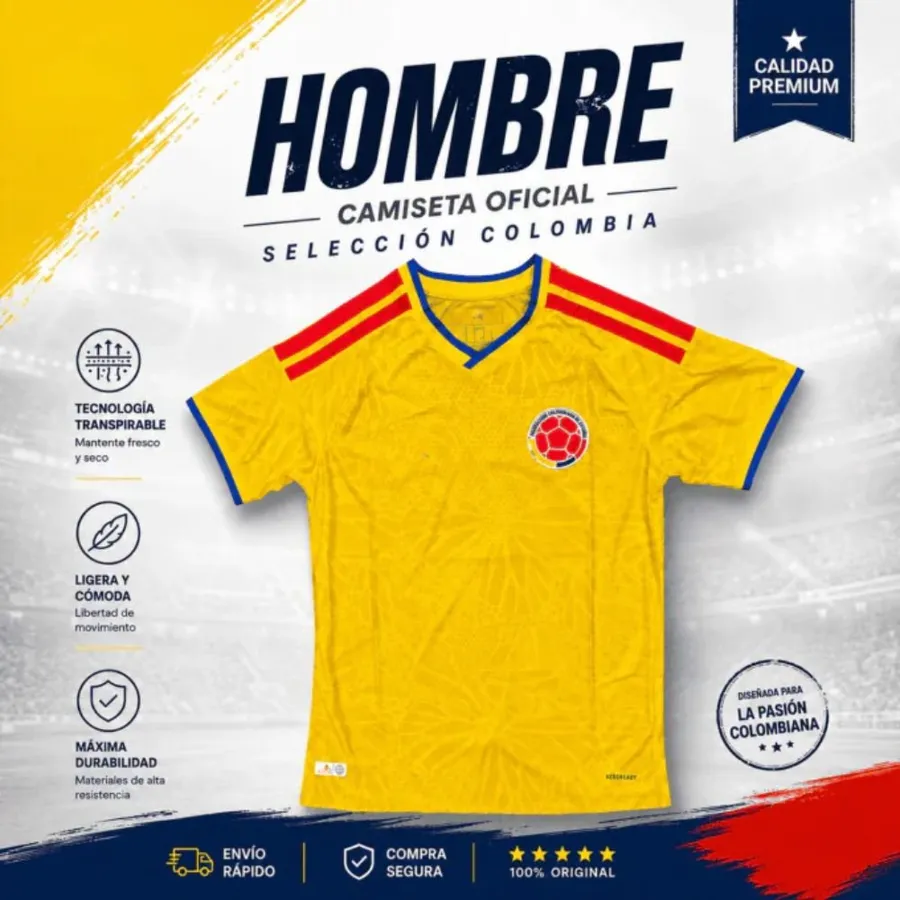 HOMBRE
CAMISETA OFICIAL
SELECCIÓN COLOMBIA
CALIDAD
PREMIUM
TECNOLOGÍA
TRANSPIRABLE
Mantente fresco
y seco
LIGERA Y
CÓMODA
Libertad de
movimiento
MÁXIMA
DURABILIDAD
Materiales de alta
resistencia
DISEÑADA PARA
LA PASIÓN
COLOMBIANA
ENVÍO
RÁPIDO
COMPRA
SEGURA
100% ORIGINAL